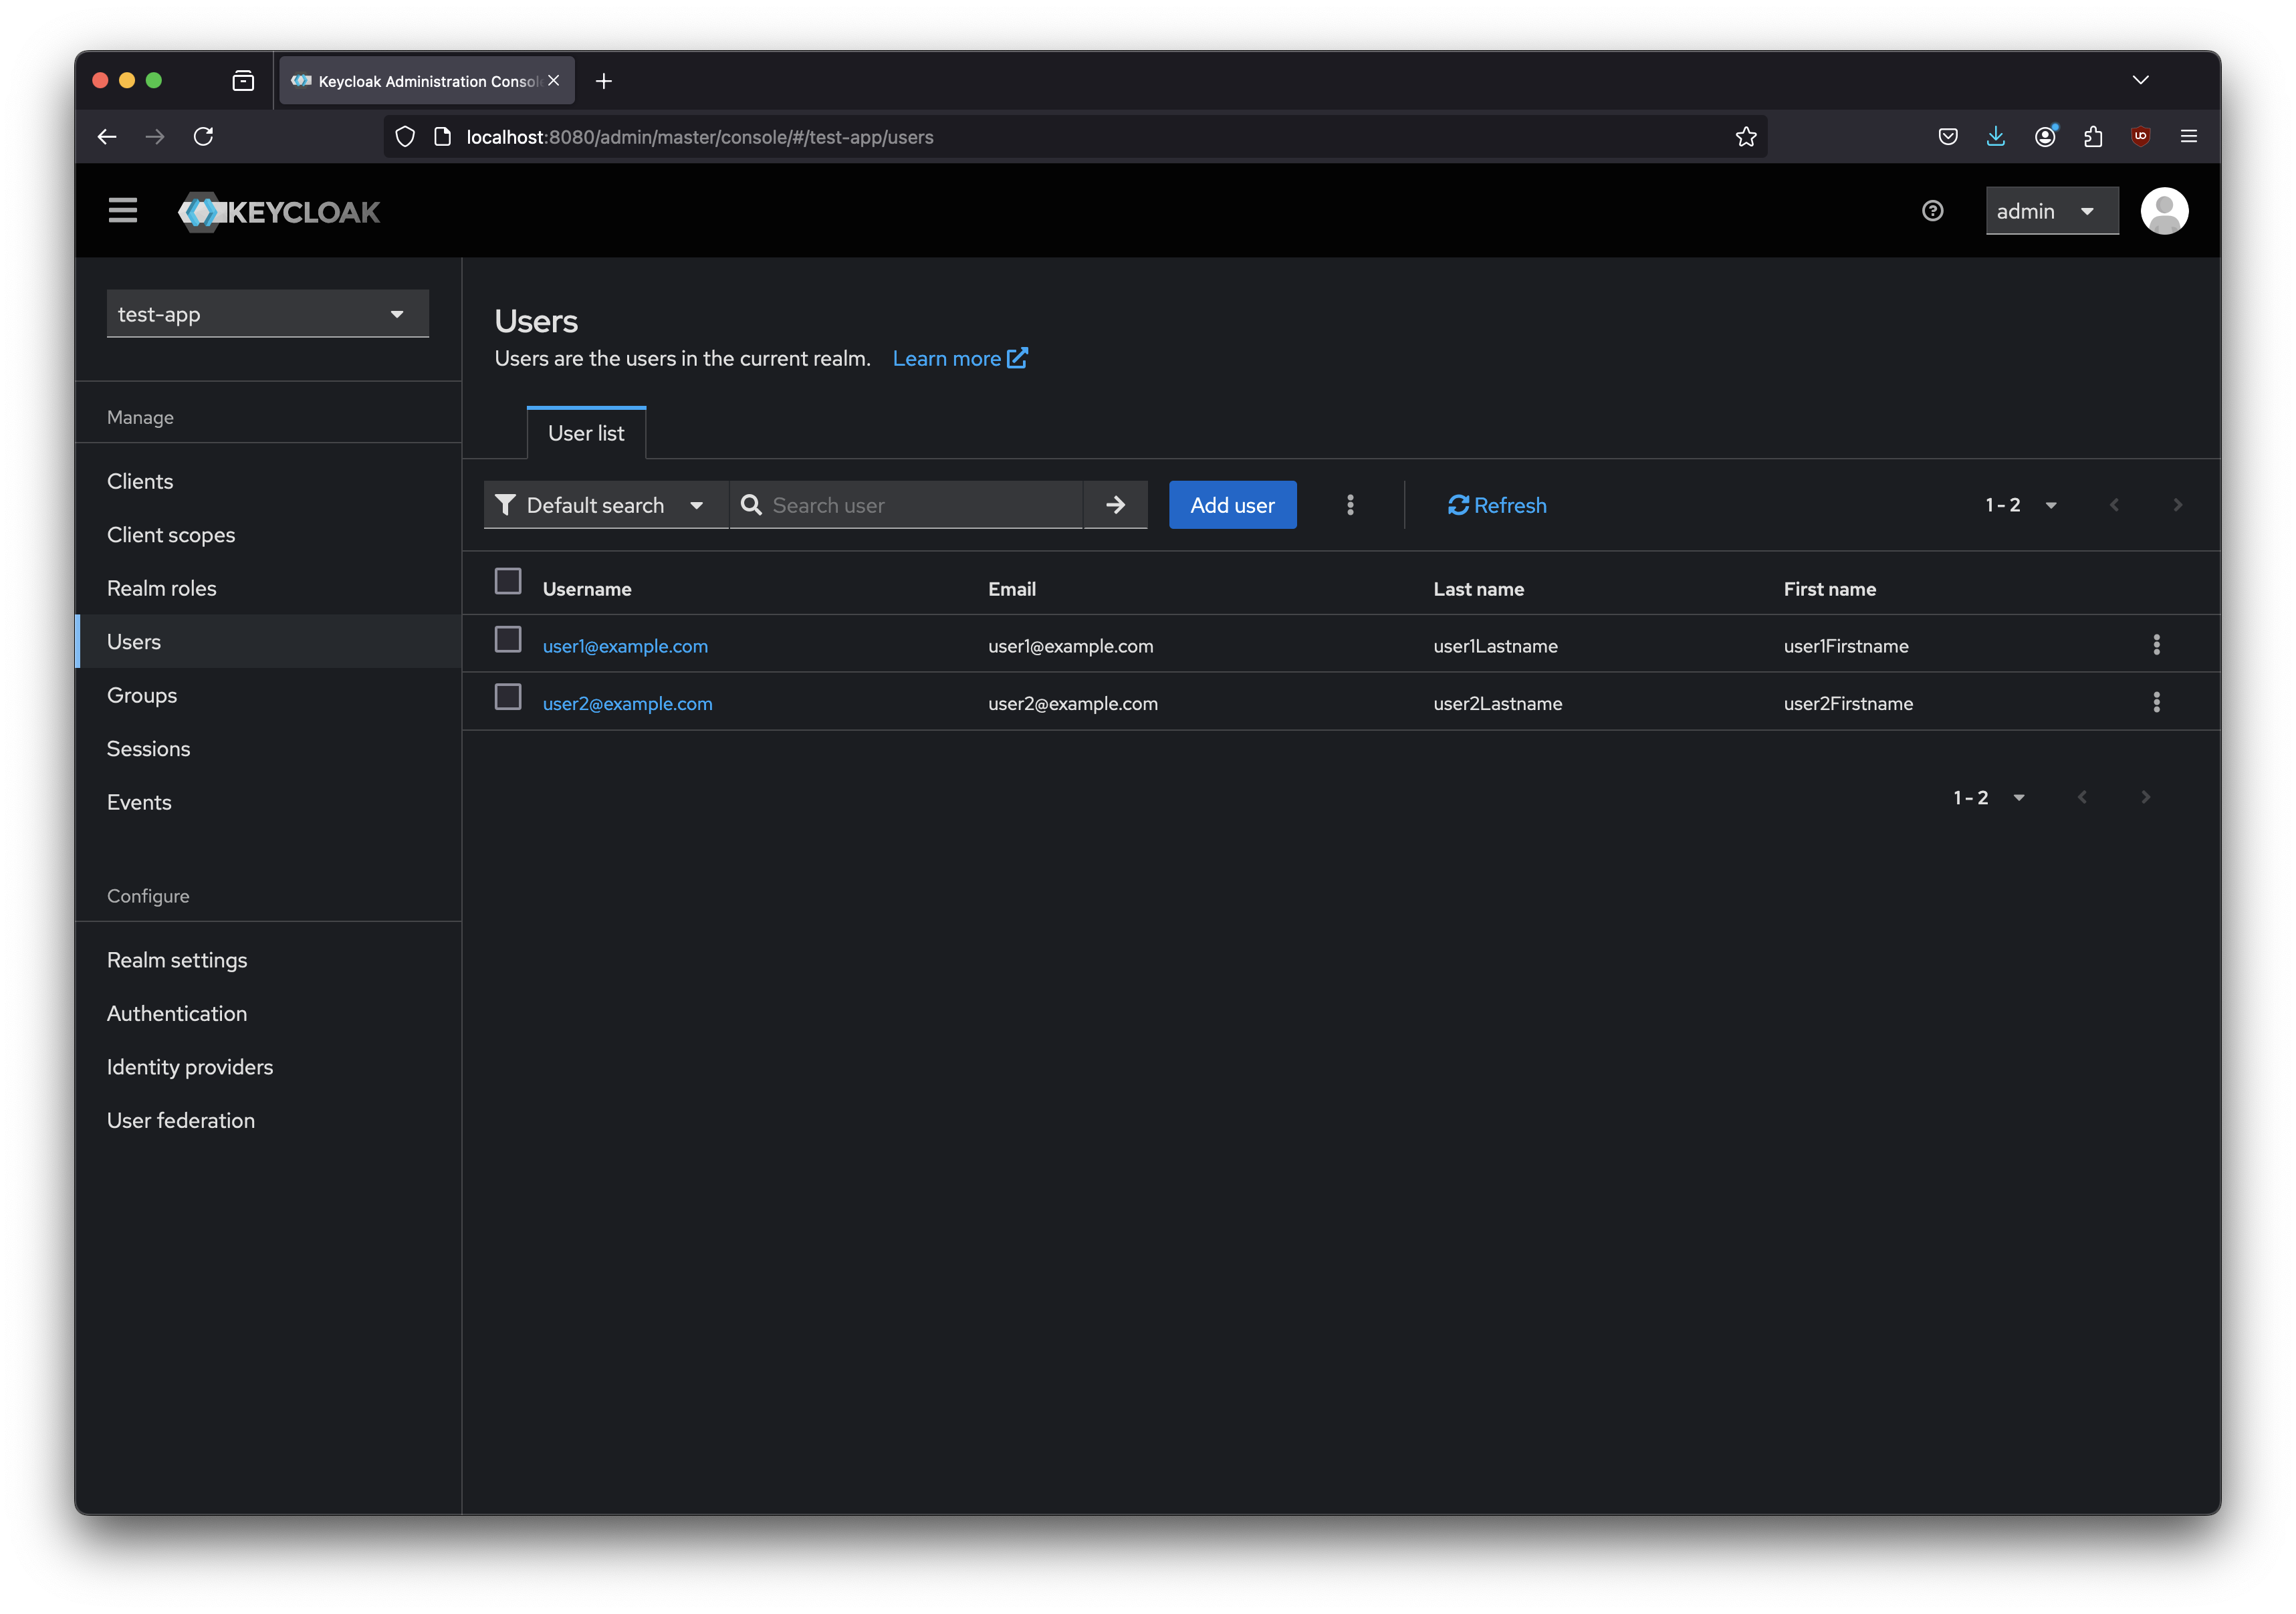 Keycloak Administration Consol
localhost:8080/admin/master/console/#/test-app/users
KEYCLOAK
admin
test-app
Manage
Clients
Client scopes
Realm roles
Users
Groups
Sessions
Events
Configure
Realm settings
Authentication
Identity providers
User federation
Users
Users are the users in the current realm. Learn more
User list
Default search Search user Add user Refresh 1 - 2
Username Email Last name First name
user1@example.com user1@example.com user1Lastname user1Firstname
user2@example.com user2@example.com user2Lastname user2Firstname
1 - 2